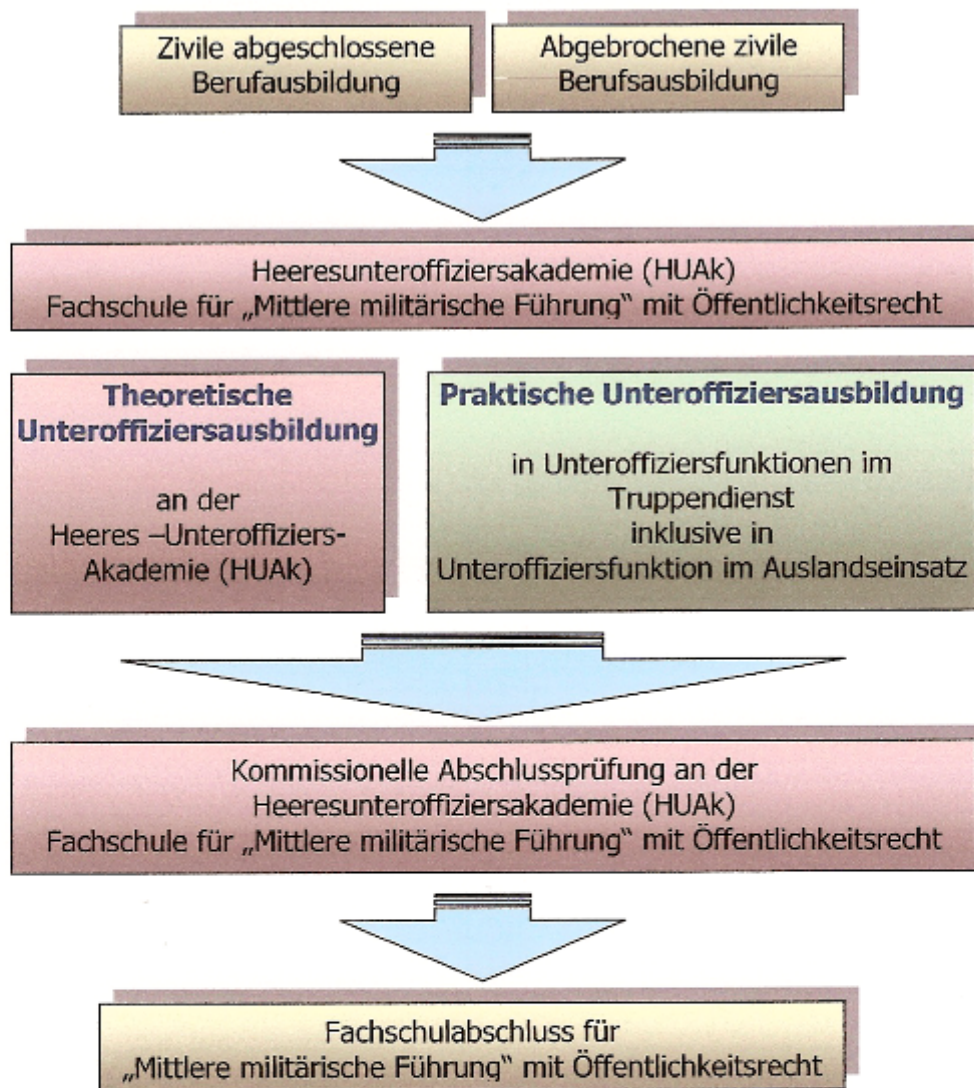 Zivile abgeschlossene
Berufausbildung
Abgebrochene zivile
Berufsausbildung
Heeresunteroffiziersakademie (HUAk)
Fachschule für „Mittlere militärische Führung“ mit Öffentlichkeitsrecht
Theoretische
Unteroffiziersausbildung
an der
Heeres –Unteroffiziers-
Akademie (HUAk)
Praktische Unteroffiziersausbildung
in Unteroffiziersfunktionen im
Truppendienst
inklusive in
Unteroffiziersfunktion im Auslandseinsatz
Kommissionelle Abschlussprüfung an der
Heeresunteroffiziersakademie (HUAk)
Fachschule für „Mittlere militärische Führung“ mit Öffentlichkeitsrecht
Fachschulabschluss für
„Mittlere militärische Führung“ mit Öffentlichkeitsrecht